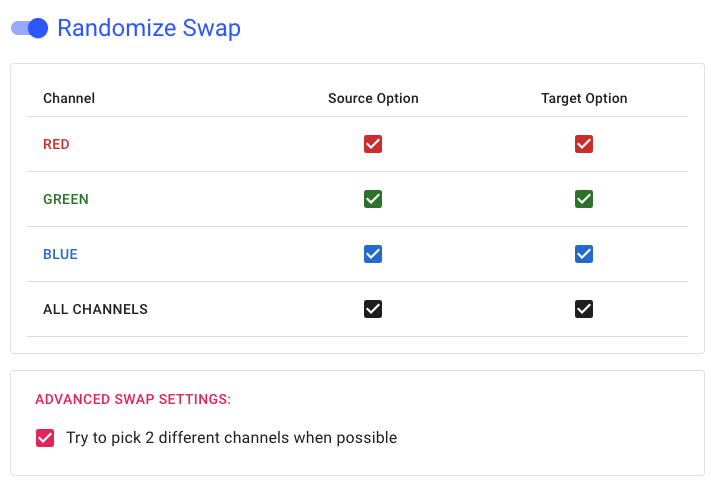 Randomize Swap
Channel Source Option Target Option
RED
GREEN
BLUE
ALL CHANNELS
ADVANCED SWAP SETTINGS:
Try to pick 2 different channels when possible